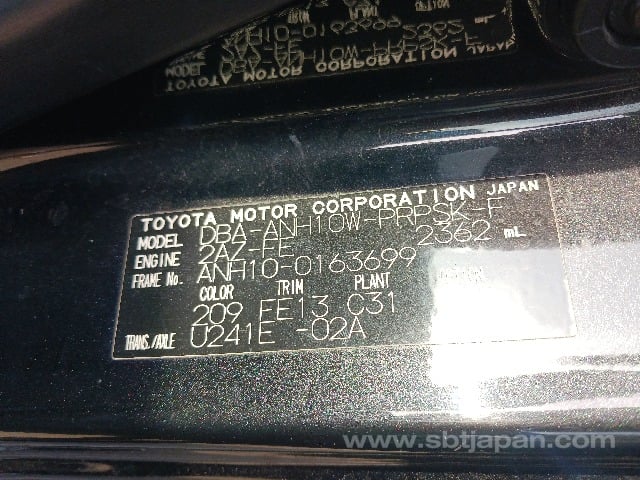 TOYOTA MOTOR CORPORATION JAPAN
MODEL DBA-ANH10W-PRPSK-F
ENGINE 2AZ-FE 2362 mL
FRAME No. ANH10-0163699
COLOR TRIM PLANT
209 FE13 C31
TRANS./AXLE U241E -02A
www.sbtjapan.com